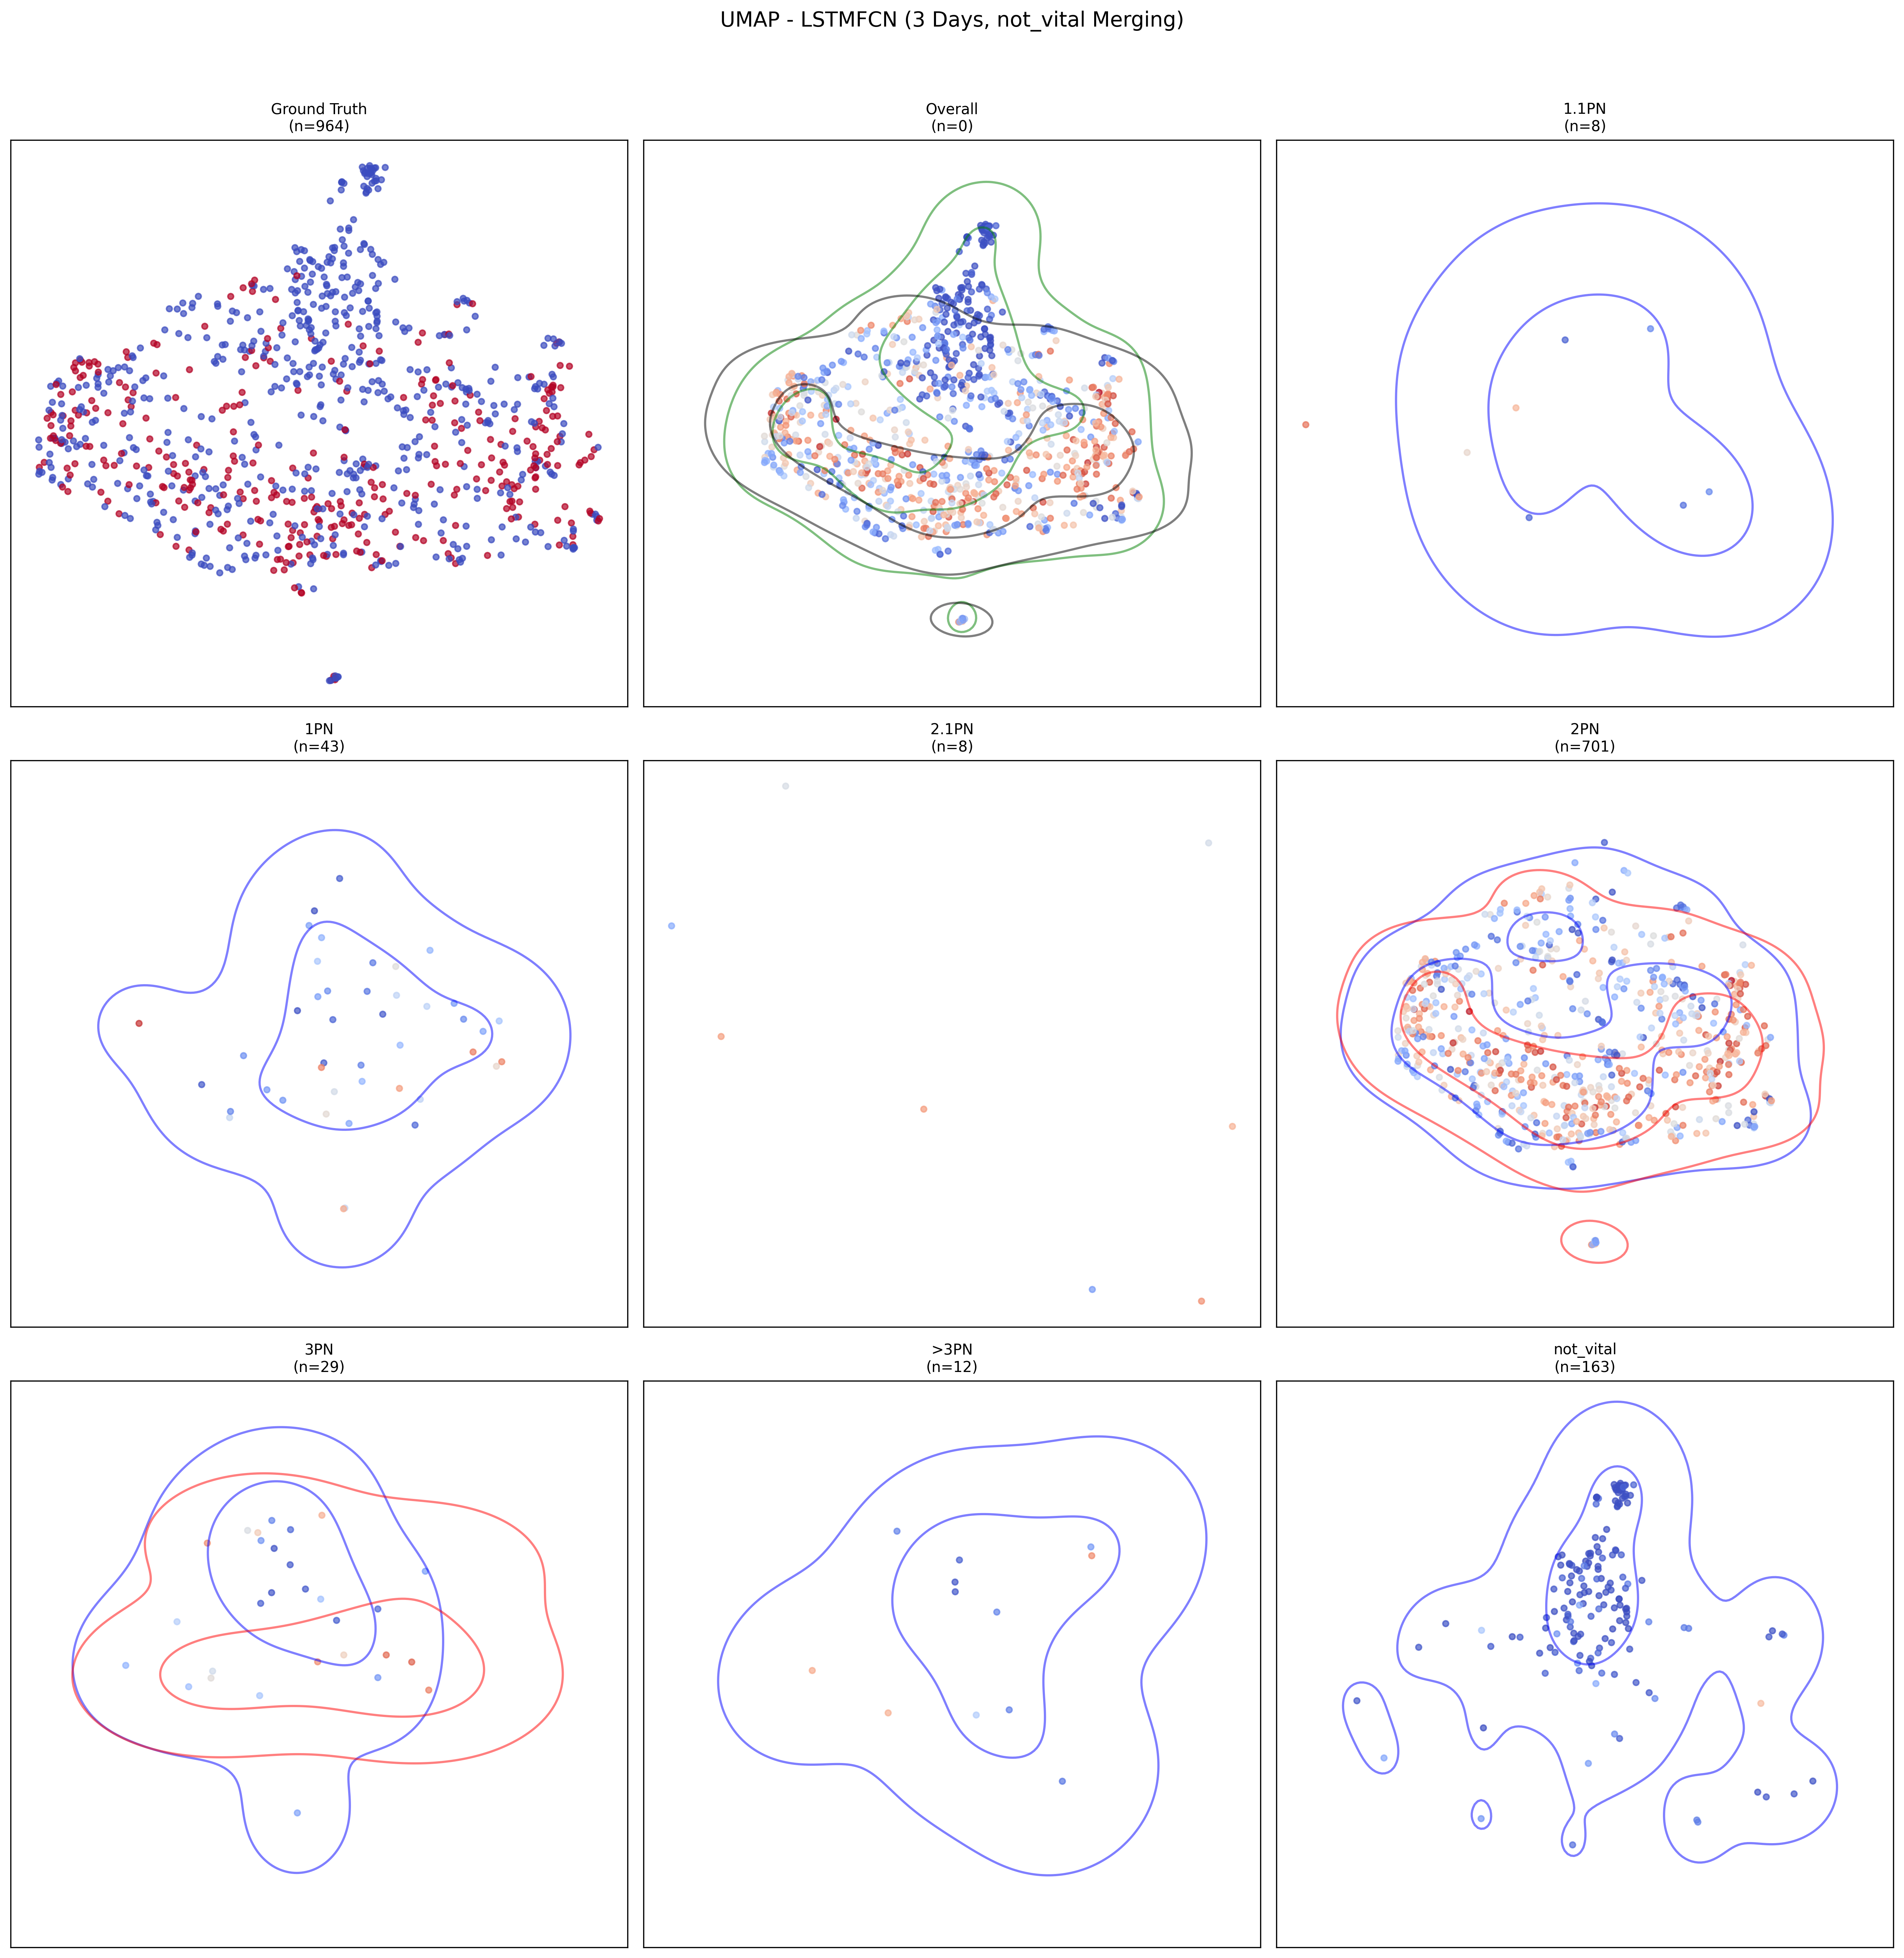 UMAP - LSTMFCN (3 Days, not_vital Merging)
Ground Truth
(n=964)
Overall
(n=0)
1.1PN
(n=8)
1PN
(n=43)
2.1PN
(n=8)
2PN
(n=701)
3PN
(n=29)
>3PN
(n=12)
not_vital
(n=163)